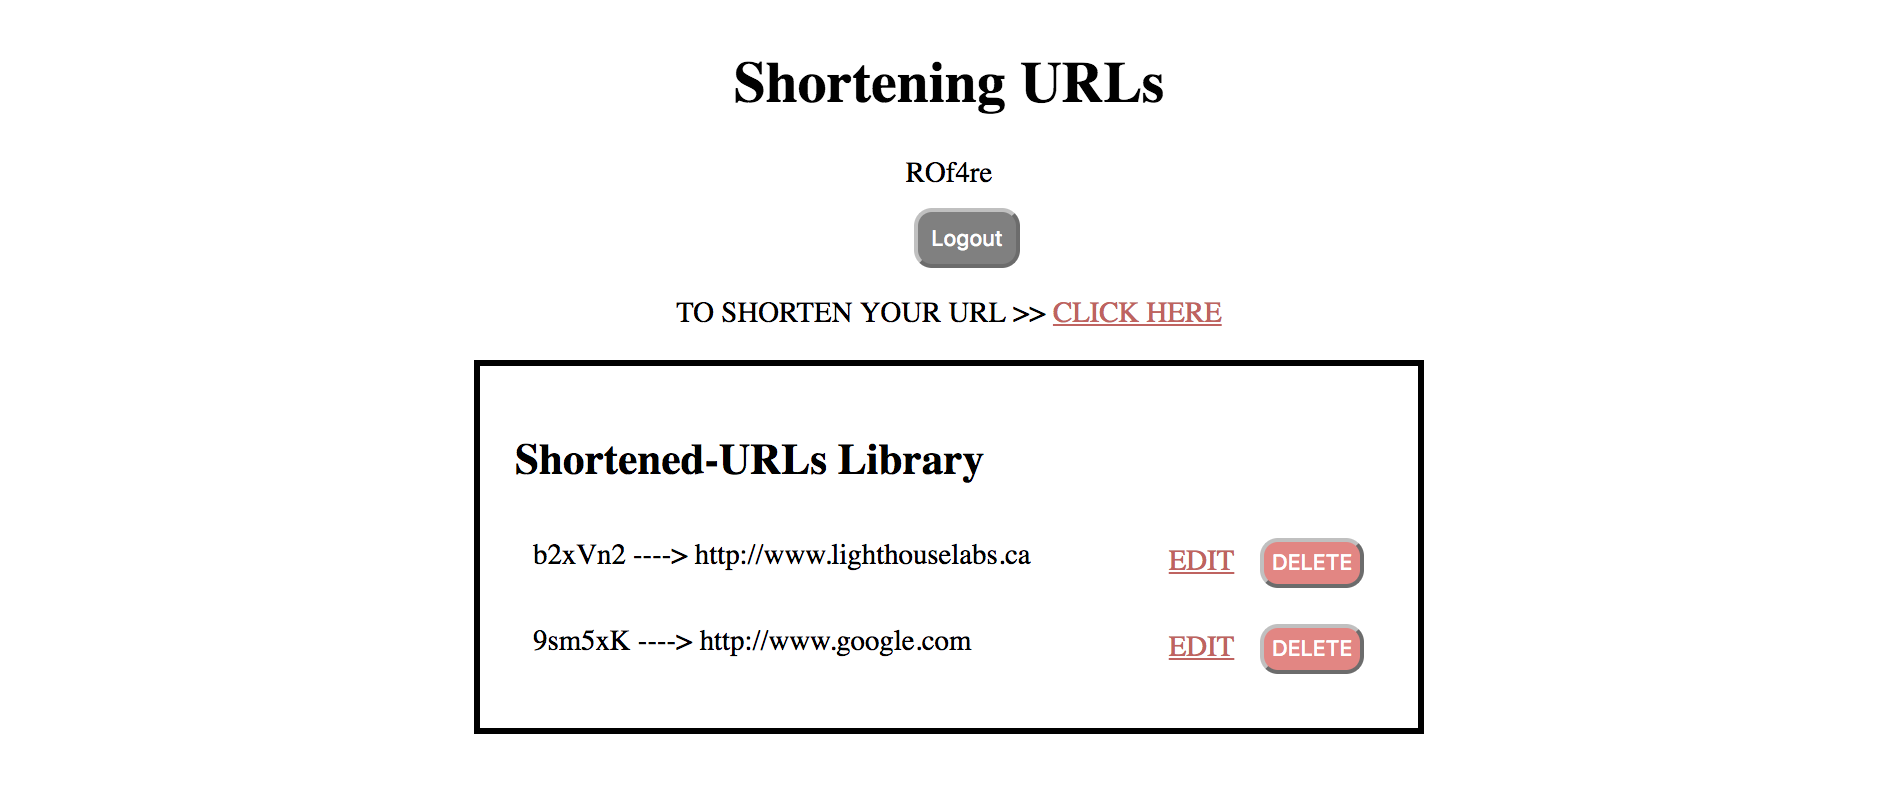 Shortening URLs
ROf4re
Logout
TO SHORTEN YOUR URL >> CLICK HERE
Shortened-URLs Library
b2xVn2 ----> http://www.lighthouselabs.ca EDIT DELETE
9sm5xK ----> http://www.google.com EDIT DELETE